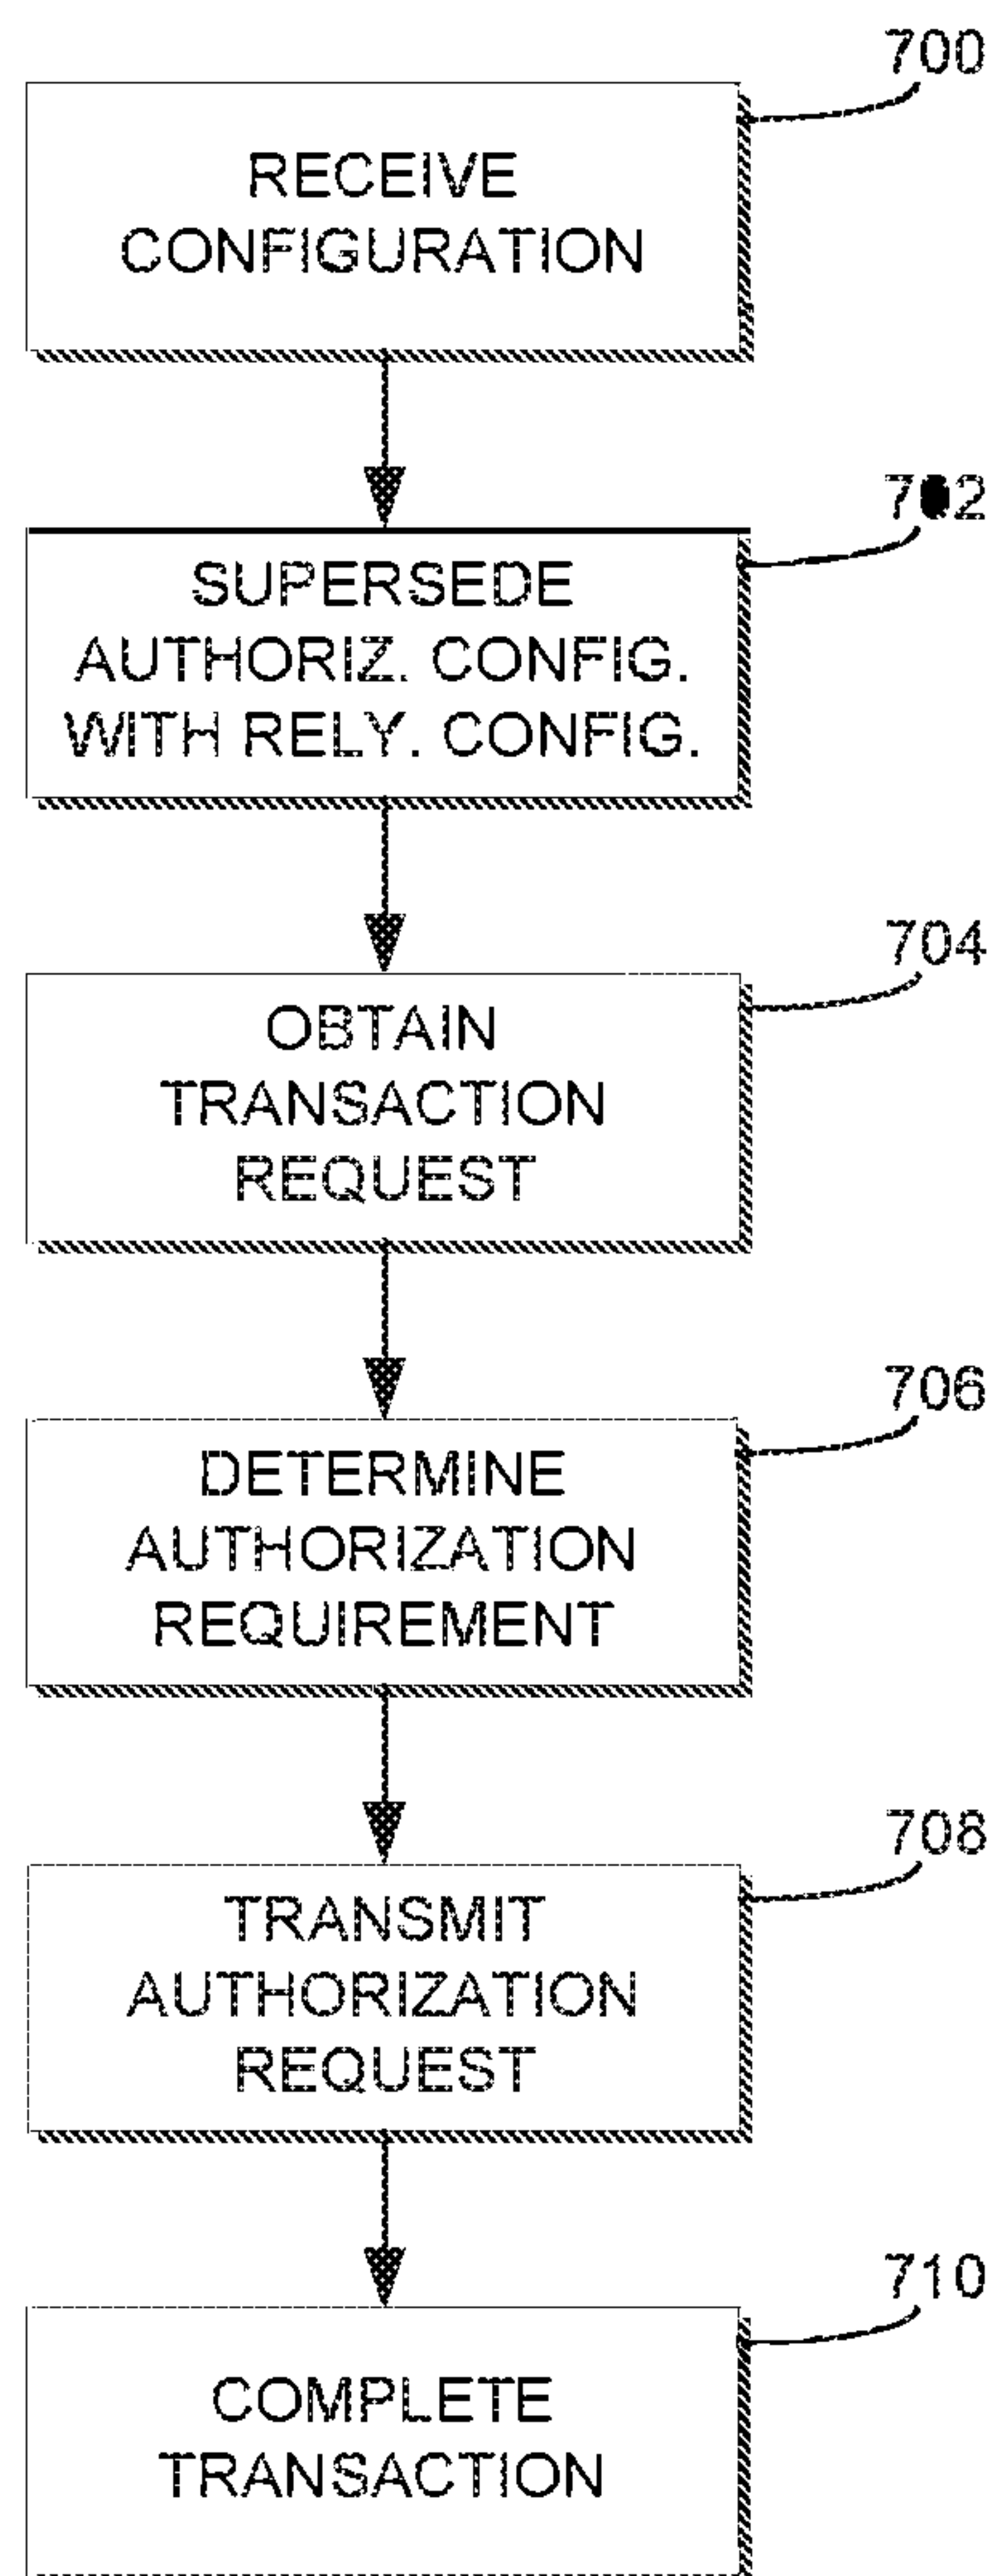 700
RECEIVE
CONFIGURATION
702
SUPERSEDE
AUTHORIZ. CONFIG.
WITH RELY. CONFIG.
704
OBTAIN
TRANSACTION
REQUEST
706
DETERMINE
AUTHORIZATION
REQUIREMENT
708
TRANSMIT
AUTHORIZATION
REQUEST
710
COMPLETE
TRANSACTION